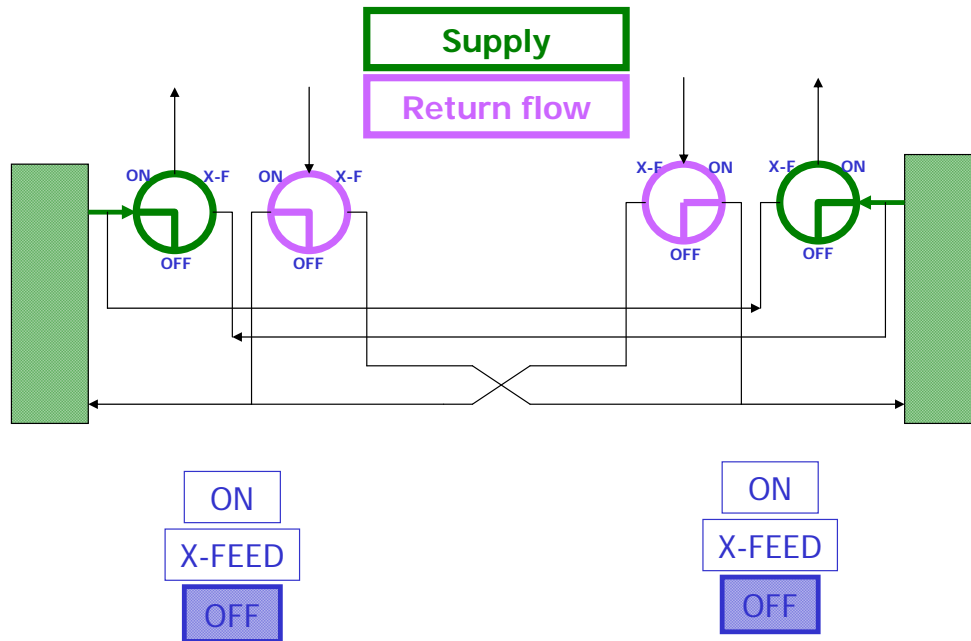 Supply
Return flow
ON X-F ON X-F X-F ON X-F ON
OFF OFF OFF OFF
ON ON
X-FEED X-FEED
OFF OFF